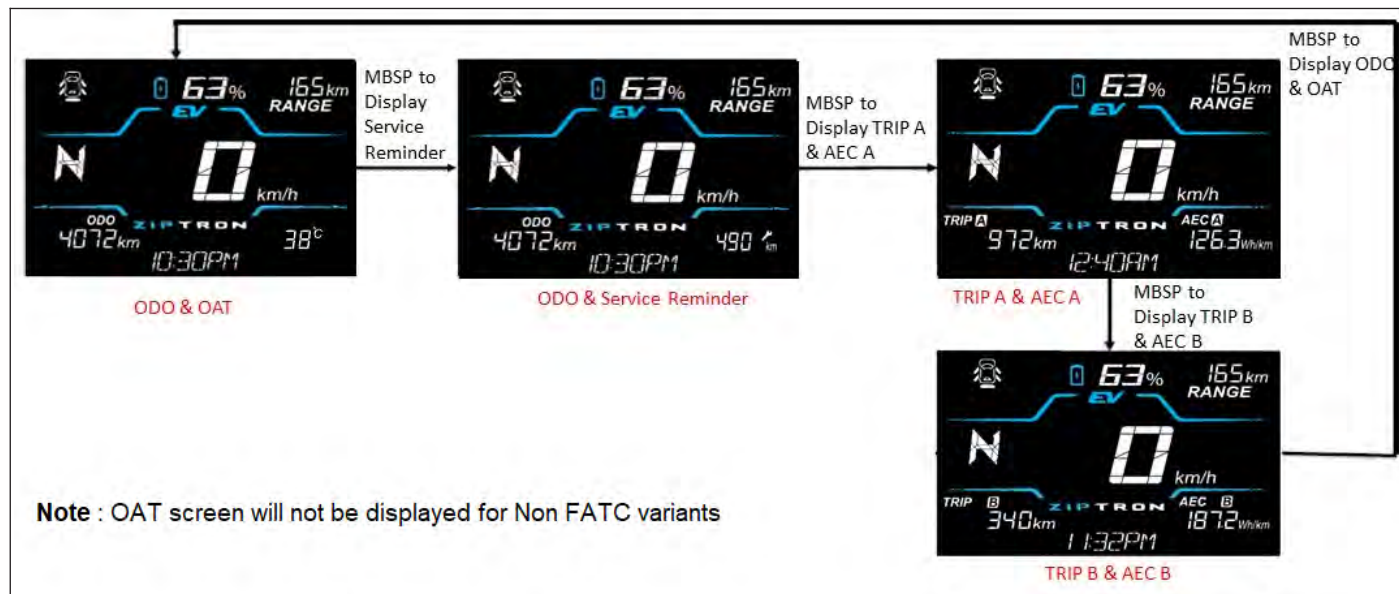 63%
165km
RANGE
EV
N
0
km/h
ODO
4072km
ZIPTRON
38°C
10:30PM
ODO & OAT
MBSP to
Display
Service
Reminder
63%
165km
RANGE
EV
N
0
km/h
ODO
4072km
ZIPTRON
490 km
10:30PM
ODO & Service Reminder
MBSP to
Display TRIP A
& AEC A
63%
165km
RANGE
EV
N
0
km/h
TRIP A
972km
ZIPTRON
AEC A
126.3Wh/km
12:40AM
TRIP A & AEC A
MBSP to
Display TRIP B
& AEC B
63%
165km
RANGE
EV
N
0
km/h
TRIP B
340km
ZIPTRON
AEC B
187.2Wh/km
11:32PM
TRIP B & AEC B
MBSP to
Display ODO
& OAT
Note : OAT screen will not be displayed for Non FATC variants